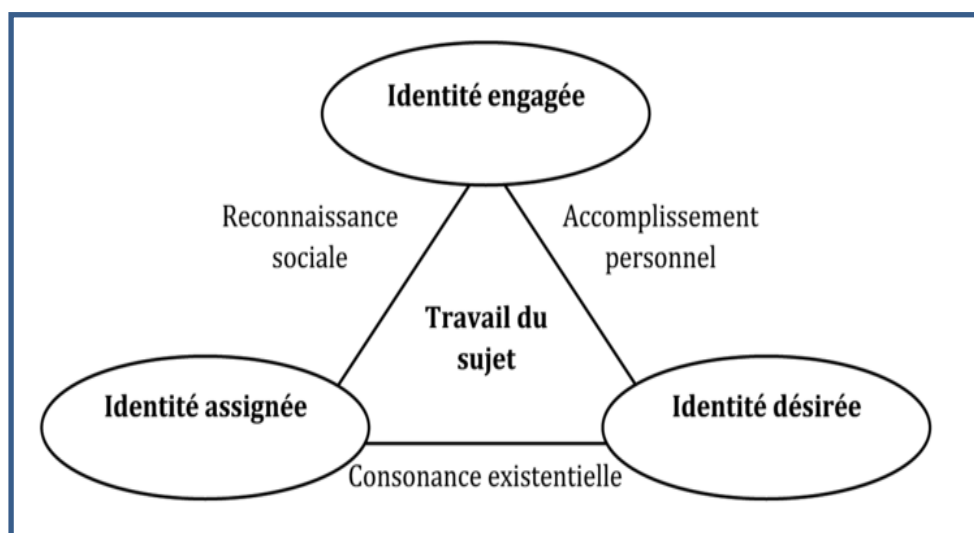 Identité engagée
Reconnaissance
sociale
Accomplissement
personnel
Travail du
sujet
Identité assignée
Identité désirée
Consonance existentielle